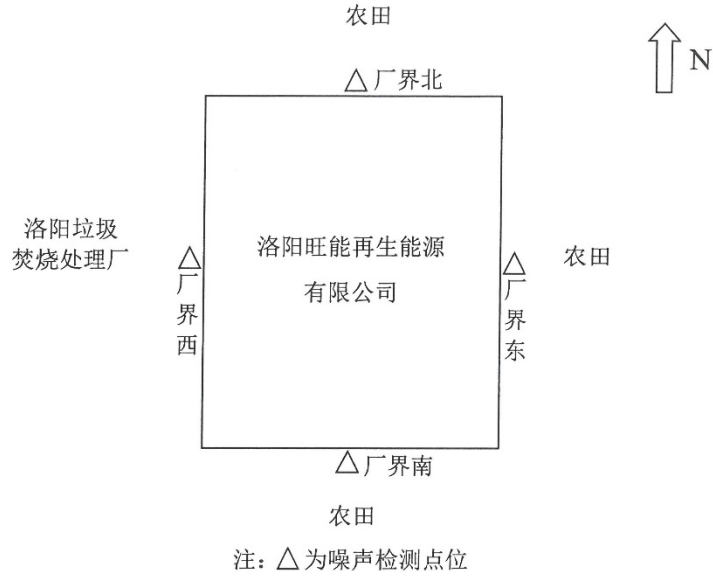 农田
N
△厂界北
洛阳垃圾
焚烧处理厂
洛阳旺能再生能源
有限公司
农田
△厂界西
△厂界东
△厂界南
农田
注：△为噪声检测点位